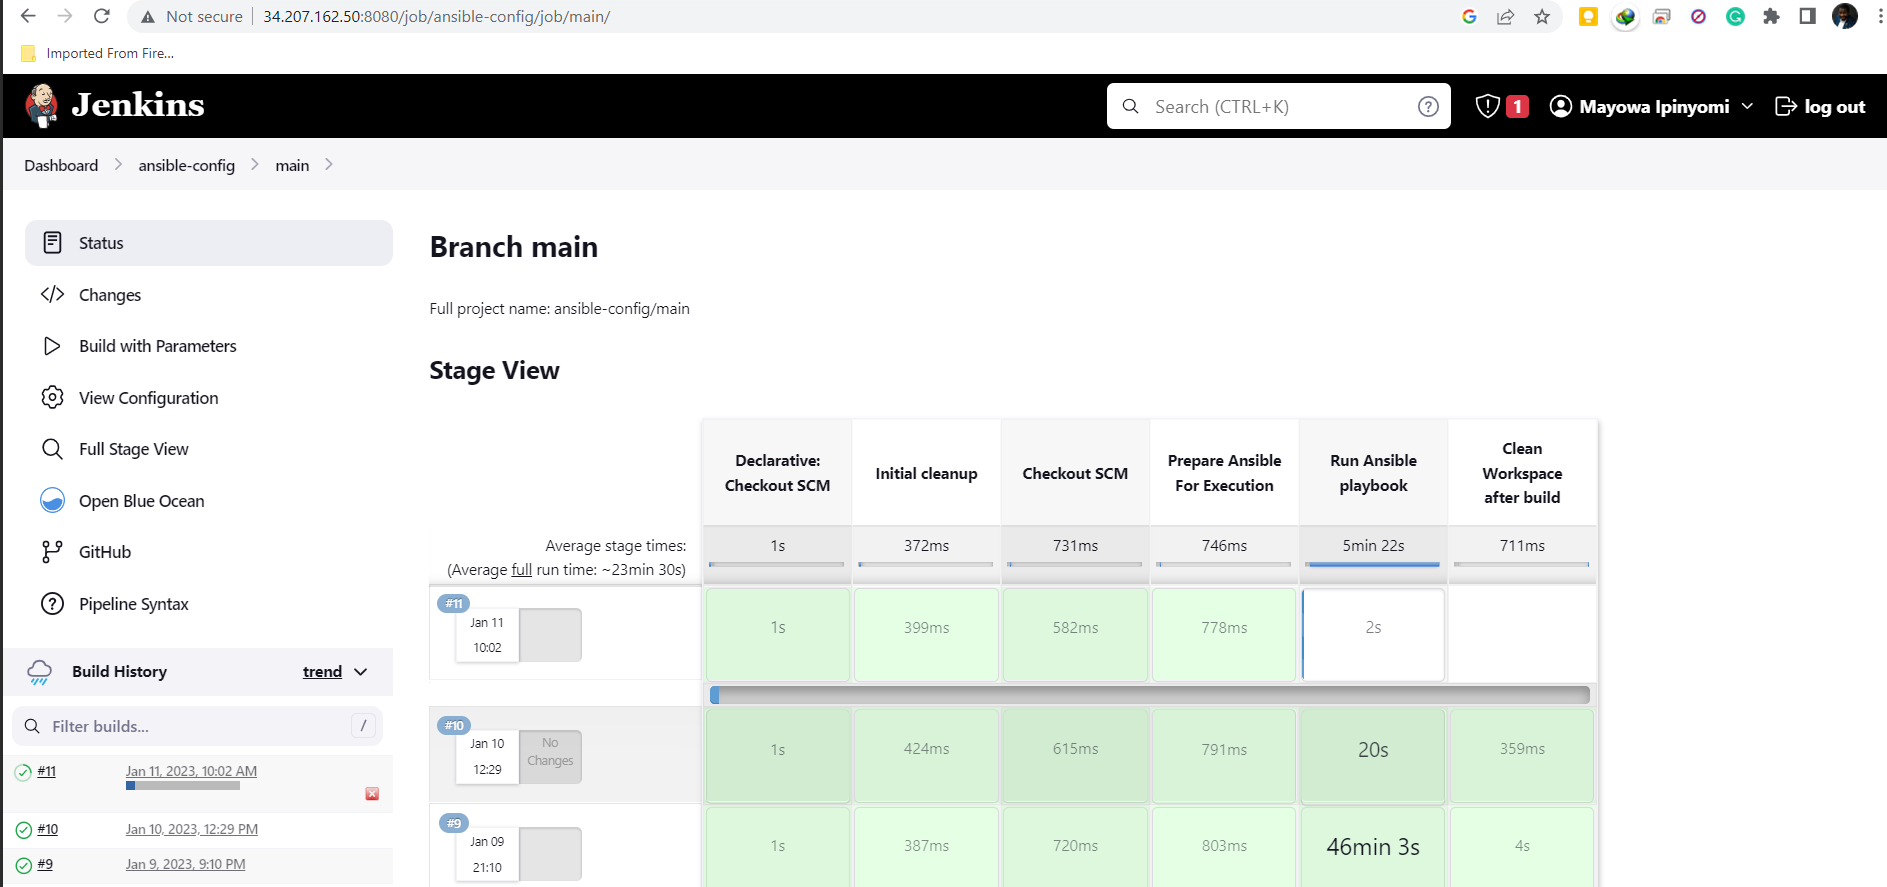 Not secure 34.207.162.50:8080/job/ansible-config/job/main/
Imported From Fire...
Jenkins
Search (CTRL+K)
1
Mayowa Ipinyomi
log out
Dashboard
ansible-config
main
Status
Changes
Build with Parameters
View Configuration
Full Stage View
Open Blue Ocean
GitHub
Pipeline Syntax
Build History
trend
Filter builds...
/
#11
Jan 11, 2023, 10:02 AM
#10
Jan 10, 2023, 12:29 PM
#9
Jan 9, 2023, 9:10 PM
Branch main
Full project name: ansible-config/main
Stage View
Declarative:
Checkout SCM
Initial cleanup
Checkout SCM
Prepare Ansible
For Execution
Run Ansible
playbook
Clean
Workspace
after build
Average stage times:
(Average full run time: ~23min 30s)
1s
372ms
731ms
746ms
5min 22s
711ms
#11
Jan 11
10:02
1s
399ms
582ms
778ms
2s
#10
Jan 10
12:29
No
Changes
1s
424ms
615ms
791ms
20s
359ms
#9
Jan 09
21:10
1s
387ms
720ms
803ms
46min 3s
4s